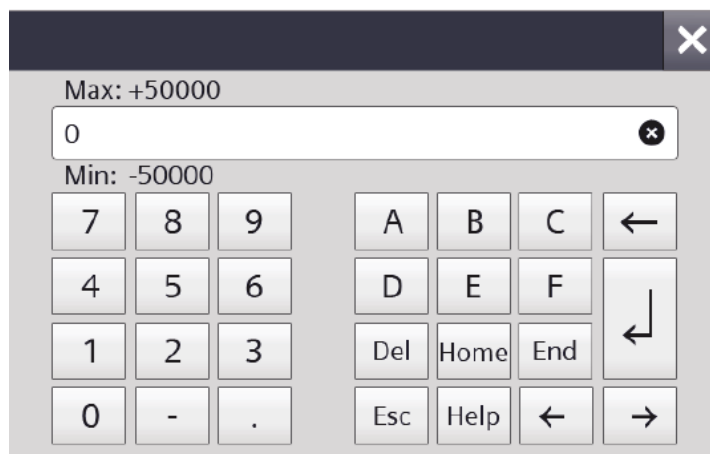 Max: +50000
0
Min: -50000
7 8 9 A B C ←
4 5 6 D E F ↵
1 2 3 Del Home End
0 - . Esc Help ← →